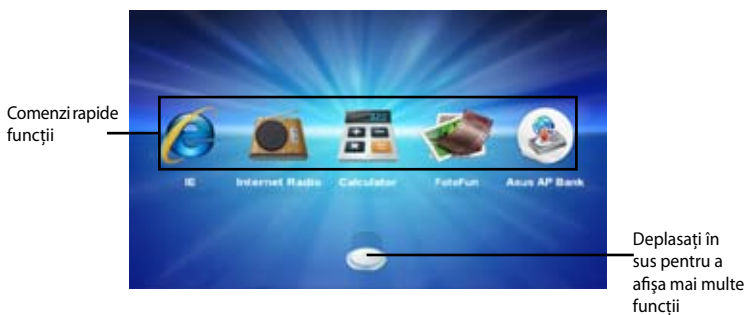 Comenzi rapide
funcții
IE
Internet Radio
Calculator
FotoFun
Asus AP Bank
Deplasați în
sus pentru a
afișa mai multe
funcții